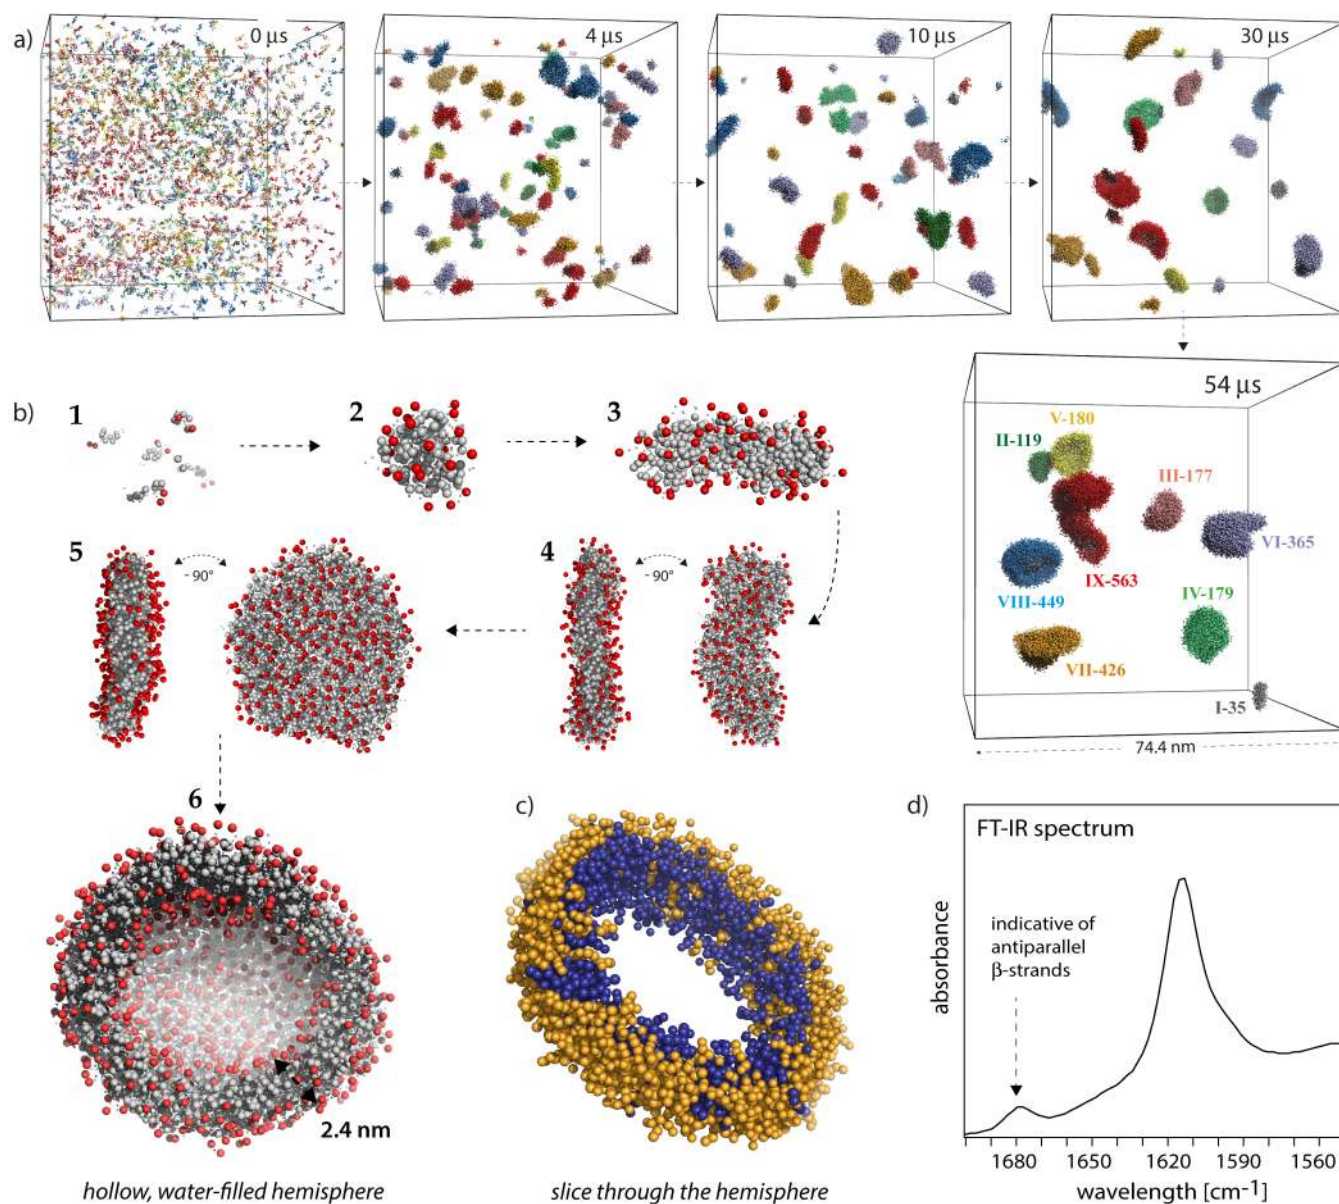 a)
0 µs
4 µs
10 µs
30 µs
54 µs
V-180
II-119
III-177
VI-365
IX-563
VIII-449
IV-179
VII-426
I-35
74.4 nm
b)
1
2
3
5
~90°
4
~90°
6
2.4 nm
hollow, water-filled hemisphere
c)
slice through the hemisphere
d)
FT-IR spectrum
indicative of
antiparallel
β-strands
absorbance
1680 1650 1620 1590 1560
wavelength [cm-1]